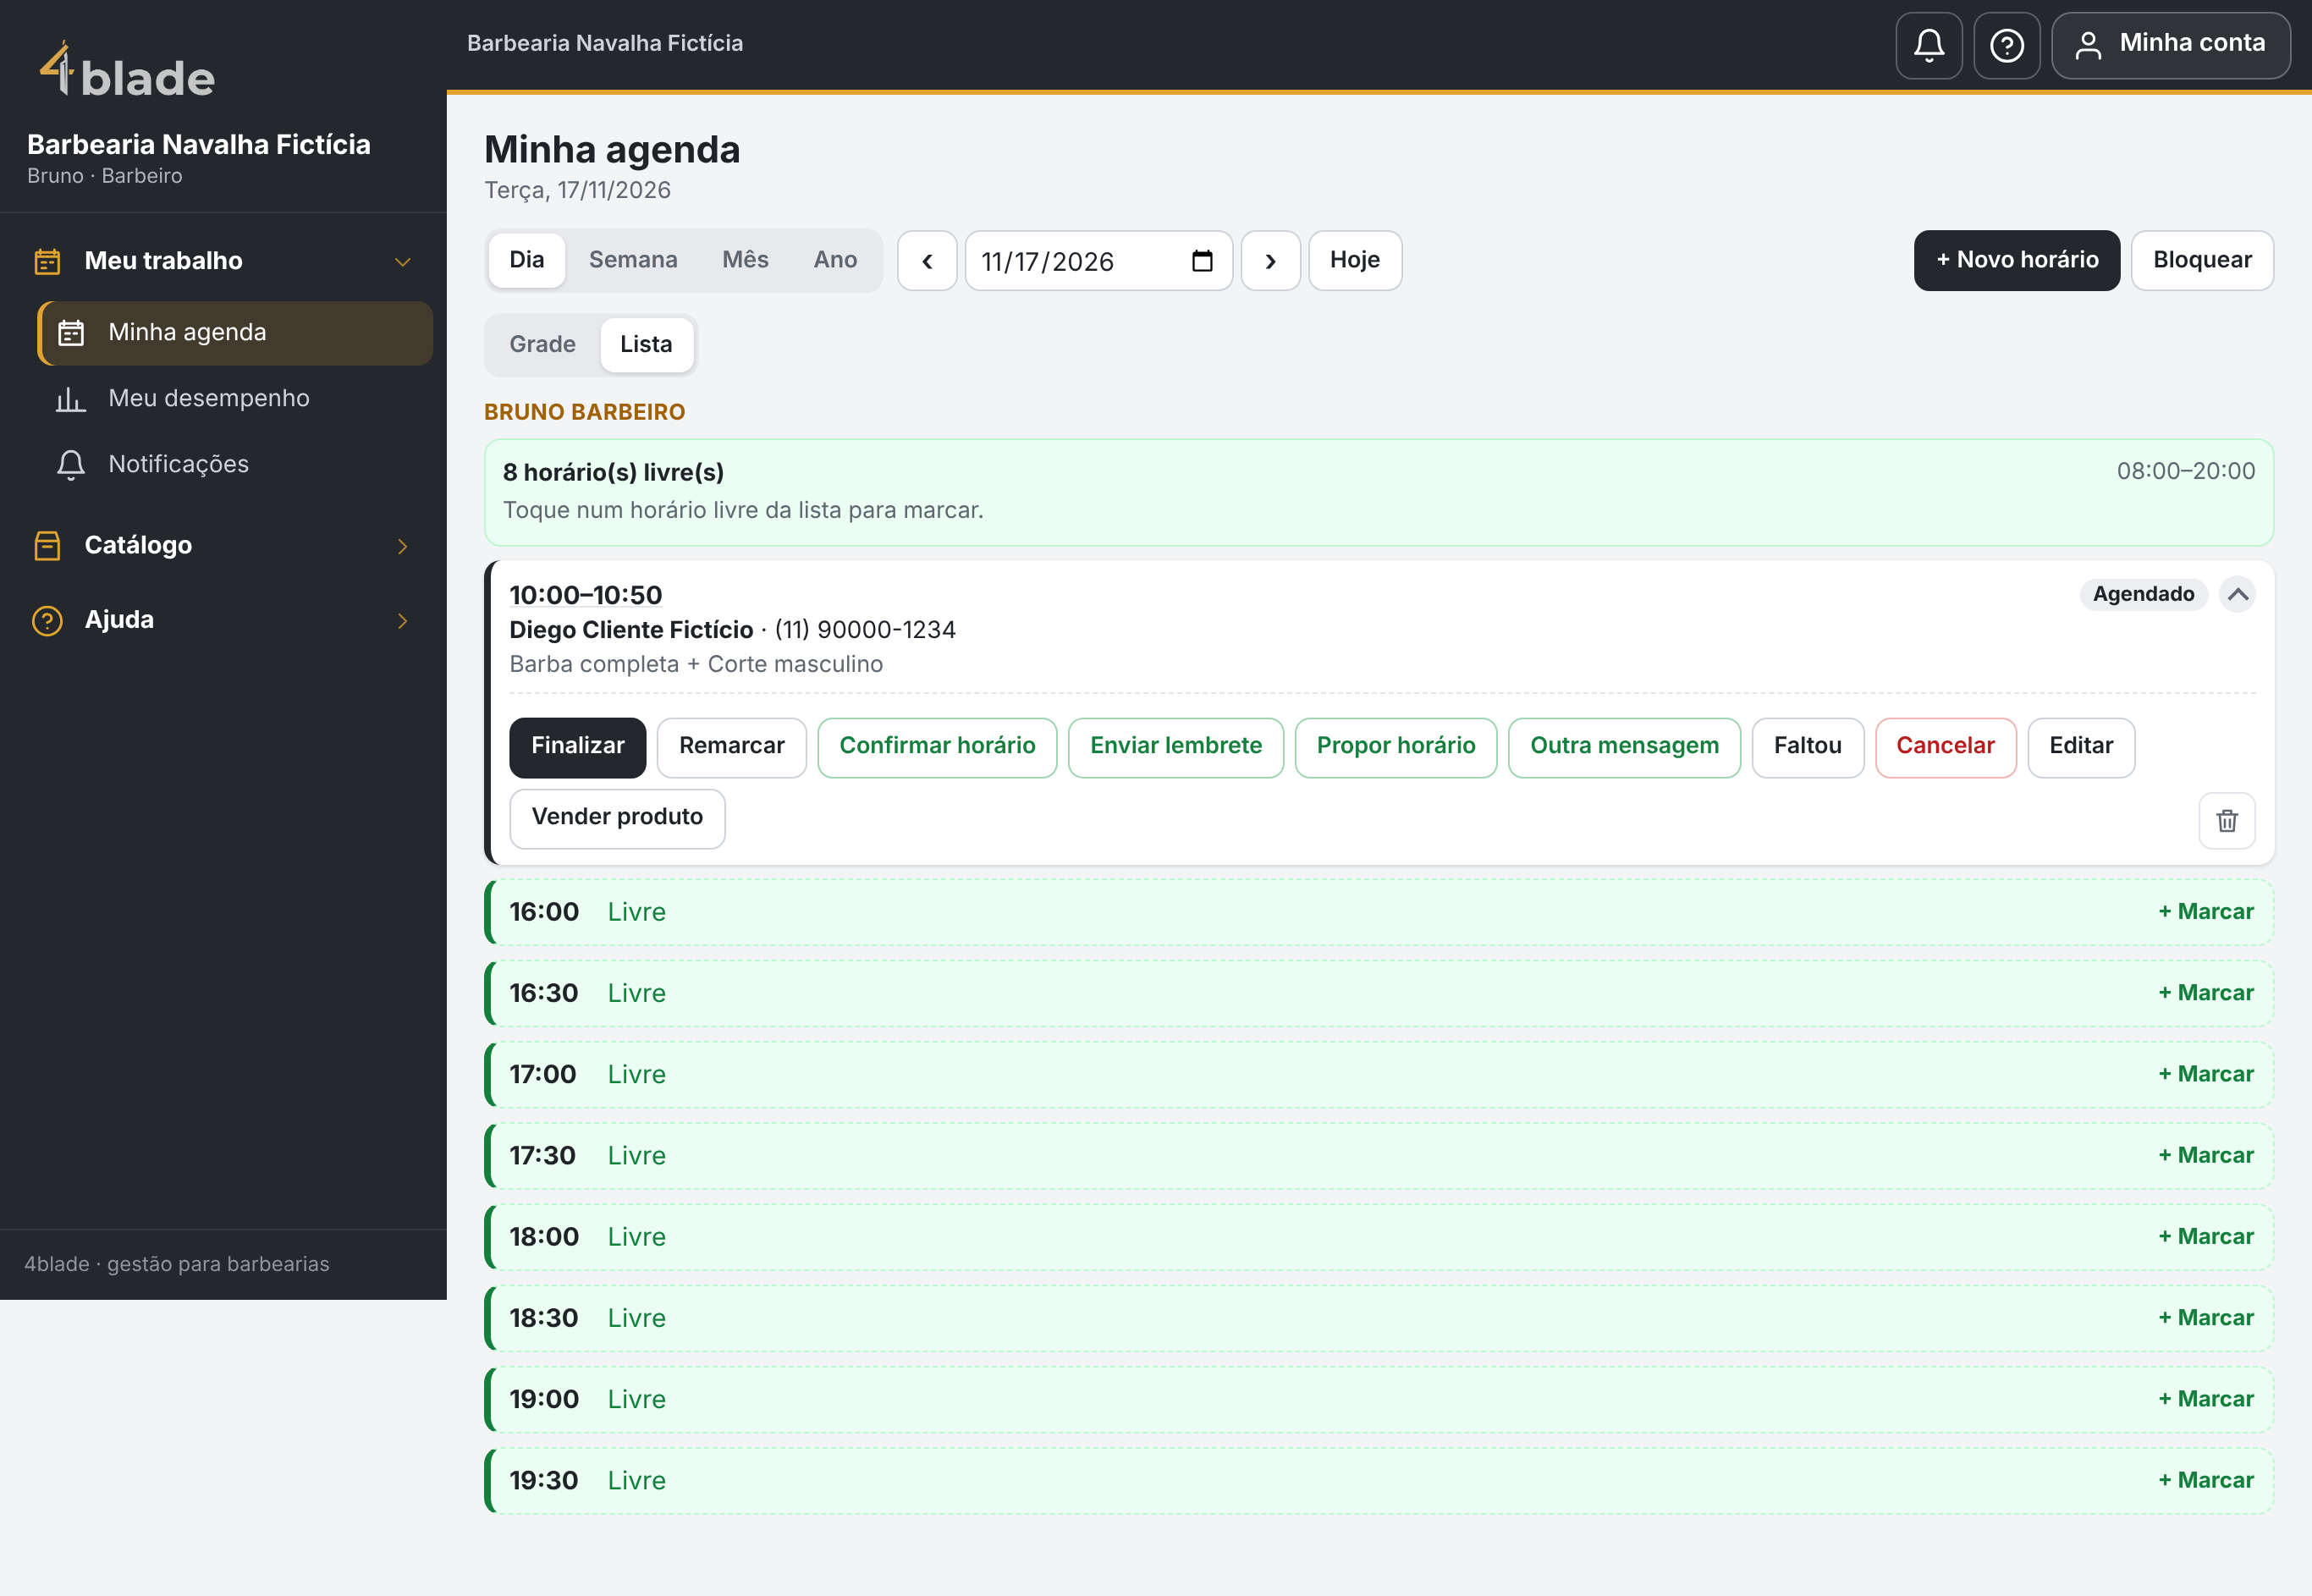 4blade
Barbearia Navalha Fictícia
Bruno · Barbeiro
Meu trabalho
Minha agenda
Meu desempenho
Notificações
Catálogo
Ajuda
4blade · gestão para barbearias
Barbearia Navalha Fictícia
Minha conta
Minha agenda
Terça, 17/11/2026
Dia Semana Mês Ano ‹ 11/17/2026 › Hoje + Novo horário Bloquear
Grade Lista
BRUNO BARBEIRO
8 horário(s) livre(s) 08:00–20:00
Toque num horário livre da lista para marcar.
10:00–10:50 Agendado
Diego Cliente Fictício · (11) 90000-1234
Barba completa + Corte masculino
Finalizar Remarcar Confirmar horário Enviar lembrete Propor horário Outra mensagem Faltou Cancelar Editar
Vender produto
16:00 Livre + Marcar
16:30 Livre + Marcar
17:00 Livre + Marcar
17:30 Livre + Marcar
18:00 Livre + Marcar
18:30 Livre + Marcar
19:00 Livre + Marcar
19:30 Livre + Marcar